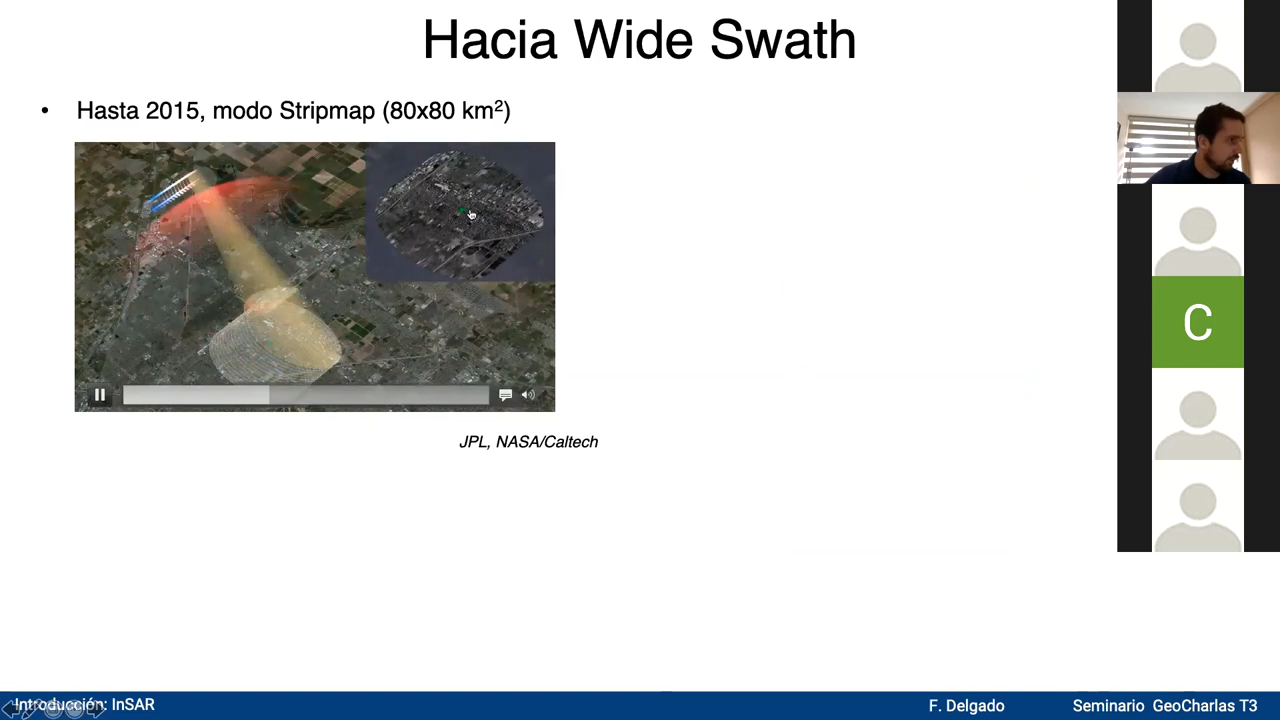 Hacia Wide Swath
• Hasta 2015, modo Stripmap (80x80 km²)
JPL, NASA/Caltech
C
Introducción: InSAR
F. Delgado
Seminario GeoCharlas T3